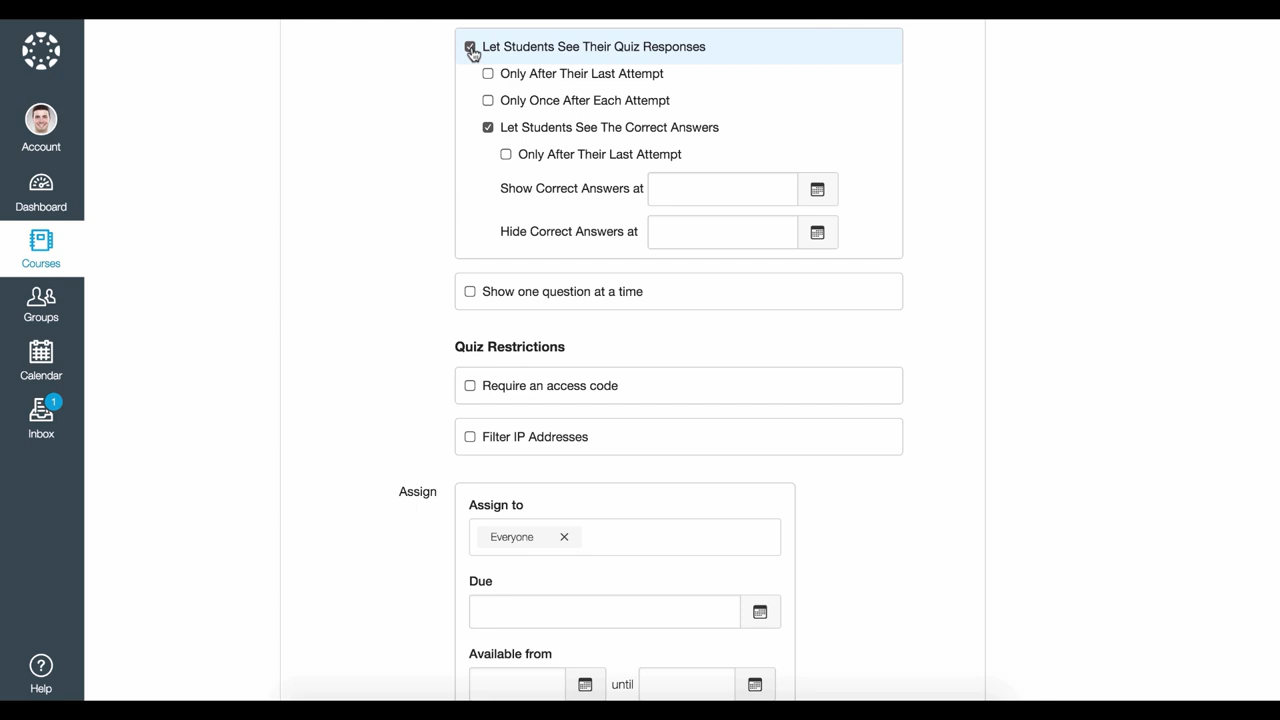 Let Students See Their Quiz Responses
Only After Their Last Attempt
Only Once After Each Attempt
Let Students See The Correct Answers
Only After Their Last Attempt
Show Correct Answers at
Hide Correct Answers at
Show one question at a time
Quiz Restrictions
Require an access code
Filter IP Addresses
Assign
Assign to
Everyone
Due
Available from
until
Account
Dashboard
Courses
Groups
Calendar
1
Inbox
?
Help